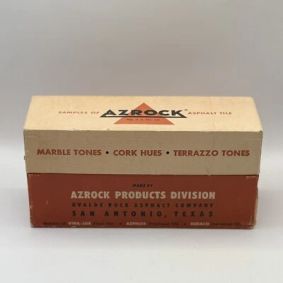 SAMPLES OF AZROCK ASPHALT TILE
MARBLE TONES • CORK HUES • TERRAZZO TONES
MADE BY
AZROCK PRODUCTS DIVISION
UVALDE ROCK ASPHALT COMPANY
SAN ANTONIO, TEXAS